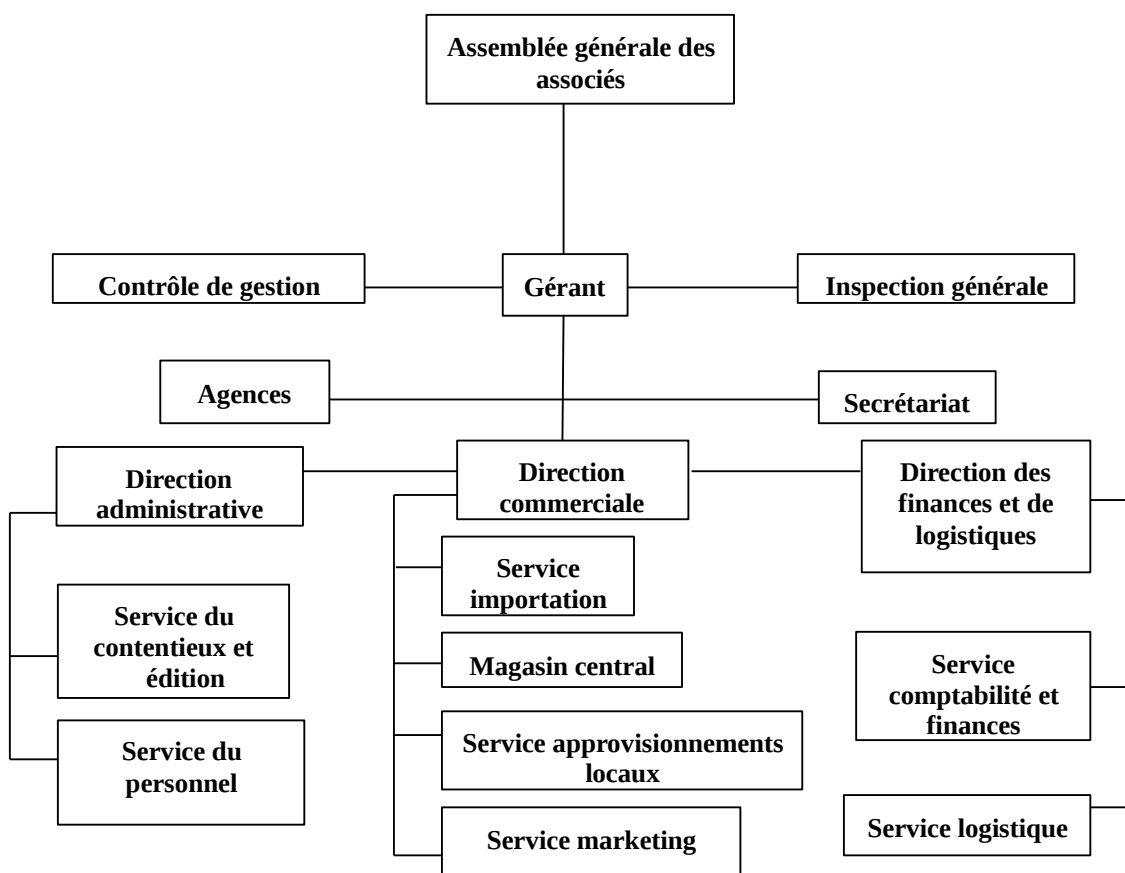 Assemblée générale des
associés
Contrôle de gestion
Gérant
Inspection générale
Agences
Secrétariat
Direction
administrative
Direction
commerciale
Direction des
finances et de
logistiques
Service
importation
Service du
contentieux et
édition
Magasin central
Service
comptabilité et
finances
Service du
personnel
Service approvisionnements
locaux
Service marketing
Service logistique